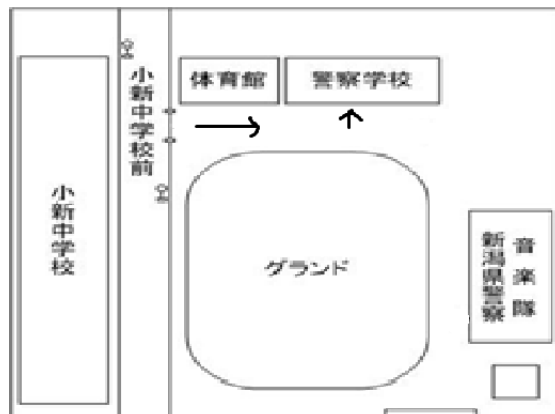 体育館
警察学校
小新中学校前
小新中学校
グランド
音楽隊
新潟県警察